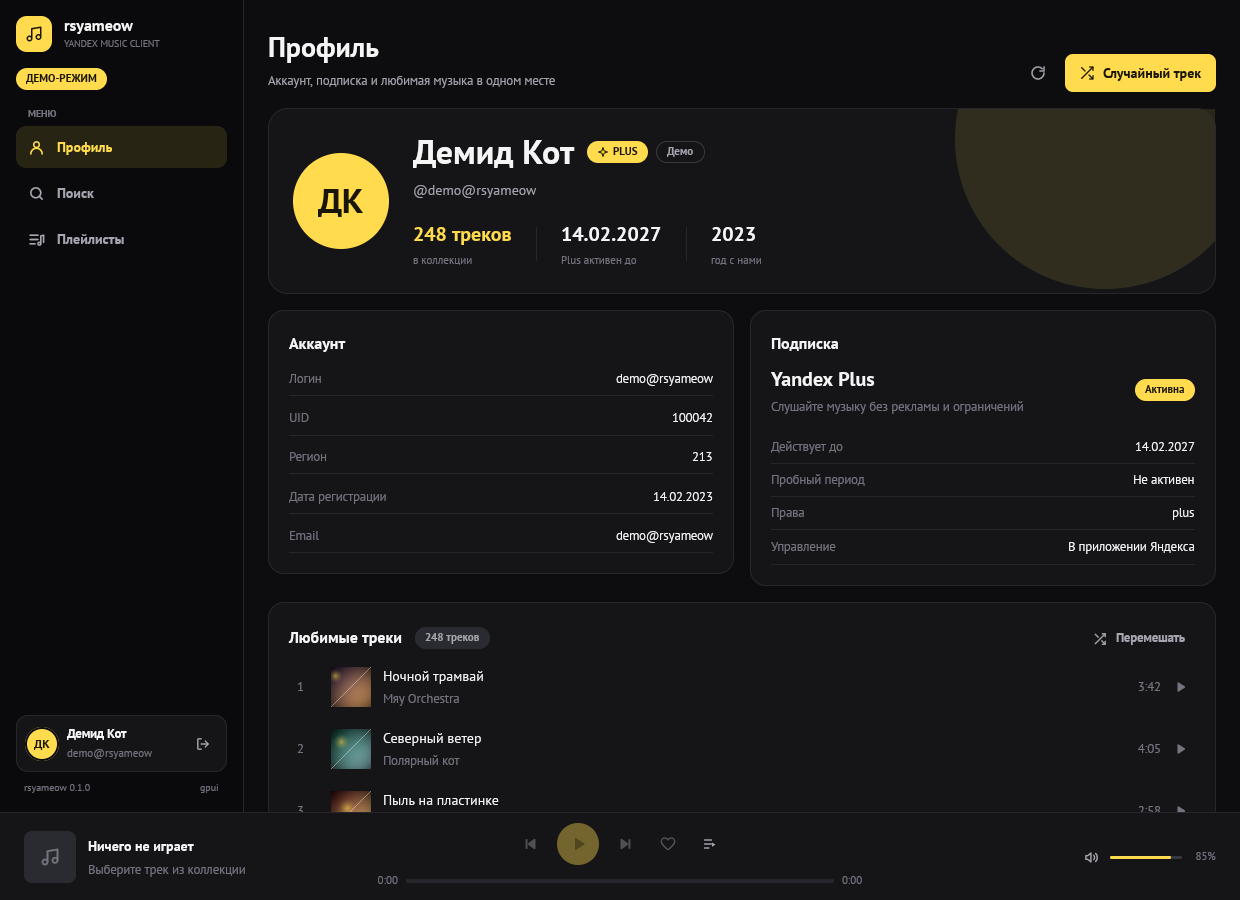 rsyameow
YANDEX MUSIC CLIENT
ДЕМО-РЕЖИМ
МЕНЮ
Профиль
Поиск
Плейлисты
ДК
Демид Кот
demo@rsyameow
rsyameow 0.1.0
gpui
Профиль
Аккаунт, подписка и любимая музыка в одном месте
Случайный трек
ДК
Демид Кот
PLUS
Демо
@demo@rsyameow
248 треков
в коллекции
14.02.2027
Plus активен до
2023
год с нами
Аккаунт
Логин demo@rsyameow
UID 100042
Регион 213
Дата регистрации 14.02.2023
Email demo@rsyameow
Подписка
Yandex Plus
Слушайте музыку без рекламы и ограничений
Активна
Действует до 14.02.2027
Пробный период Не активен
Права plus
Управление В приложении Яндекса
Любимые треки 248 треков
Перемешать
1 Ночной трамвай 3:42
Мяу Orchestra
2 Северный ветер 4:05
Полярный кот
3 Пыль на пластинке 2:58
Ничего не играет
Выберите трек из коллекции
0:00
0:00
85%